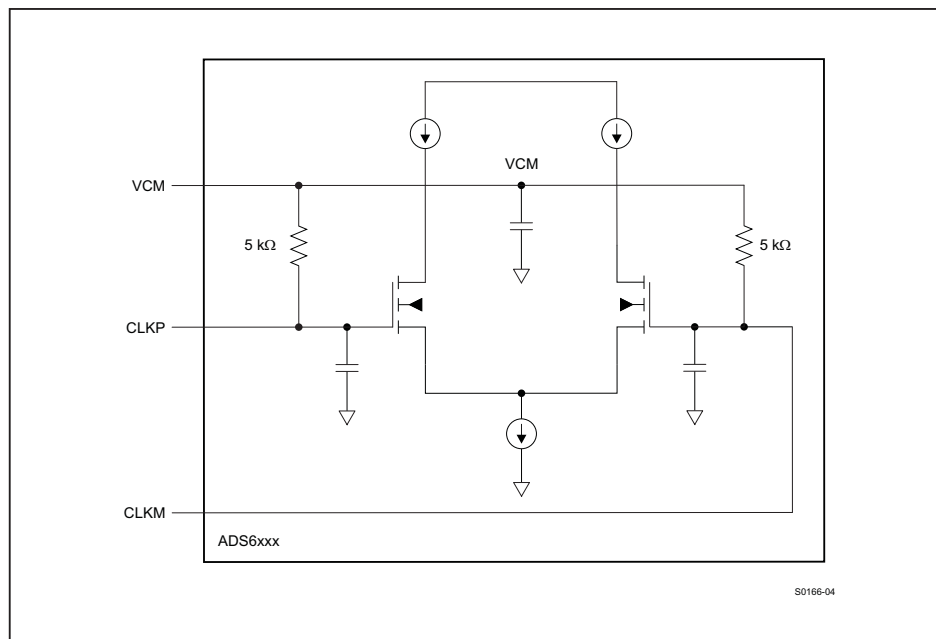 VCM
VCM
5 kΩ
5 kΩ
CLKP
CLKM
ADS6xxx
S0166-04